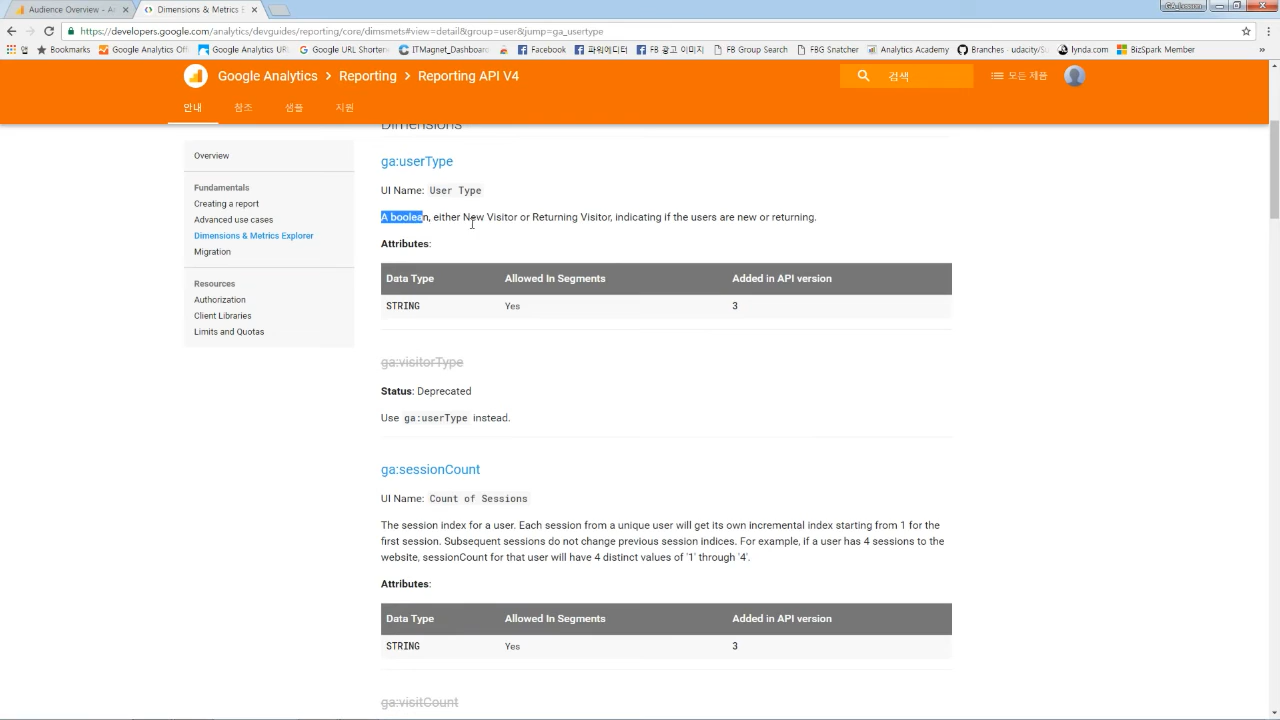 Audience Overview - A
Dimensions & Metrics E
GA.Lesson
https://developers.google.com/analytics/devguides/reporting/core/dimsmets#view=detail&group=user&jump=ga_usertype
앱
Bookmarks
Google Analytics Offi
Google Analytics URL
Google URL Shortene
ITMagnet_Dashboard
Facebook
파워에디터
FB 광고 이미지
FB Group Search
FBG Snatcher
Analytics Academy
Branches · udacity/su
lynda.com
BizSpark Member
Google Analytics > Reporting > Reporting API V4
검색
모든 제품
안내
참조
샘플
지원
Overview
Fundamentals
Creating a report
Advanced use cases
Dimensions & Metrics Explorer
Migration
Resources
Authorization
Client Libraries
Limits and Quotas
Dimensions
ga:userType
UI Name: User Type
A boolean, either New Visitor or Returning Visitor, indicating if the users are new or returning.
Attributes:
Data Type Allowed In Segments Added in API version
STRING Yes 3
ga:visitorType
Status: Deprecated
Use ga:userType instead.
ga:sessionCount
UI Name: Count of Sessions
The session index for a user. Each session from a unique user will get its own incremental index starting from 1 for the
first session. Subsequent sessions do not change previous session indices. For example, if a user has 4 sessions to the
website, sessionCount for that user will have 4 distinct values of '1' through '4'.
Attributes:
Data Type Allowed In Segments Added in API version
STRING Yes 3
ga:visitCount